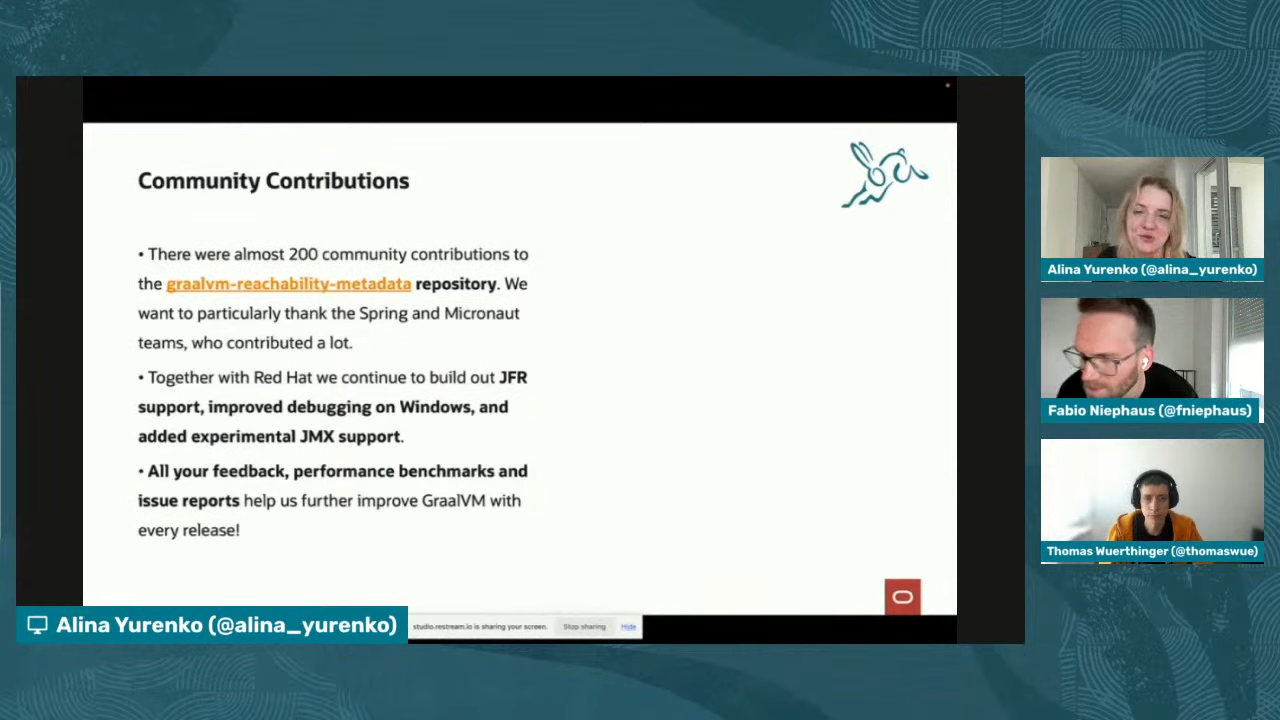 Community Contributions
• There were almost 200 community contributions to
the graalvm-reachability-metadata repository. We
want to particularly thank the Spring and Micronaut
teams, who contributed a lot.
• Together with Red Hat we continue to build out JFR
support, improved debugging on Windows, and
added experimental JMX support.
• All your feedback, performance benchmarks and
issue reports help us further improve GraalVM with
every release!
Alina Yurenko (@alina_yurenko)
studio.restream.io is sharing your screen.
Stop sharing
Hide
Alina Yurenko (@alina_yurenko)
Fabio Niephaus (@fniephaus)
Thomas Wuerthinger (@thomaswue)